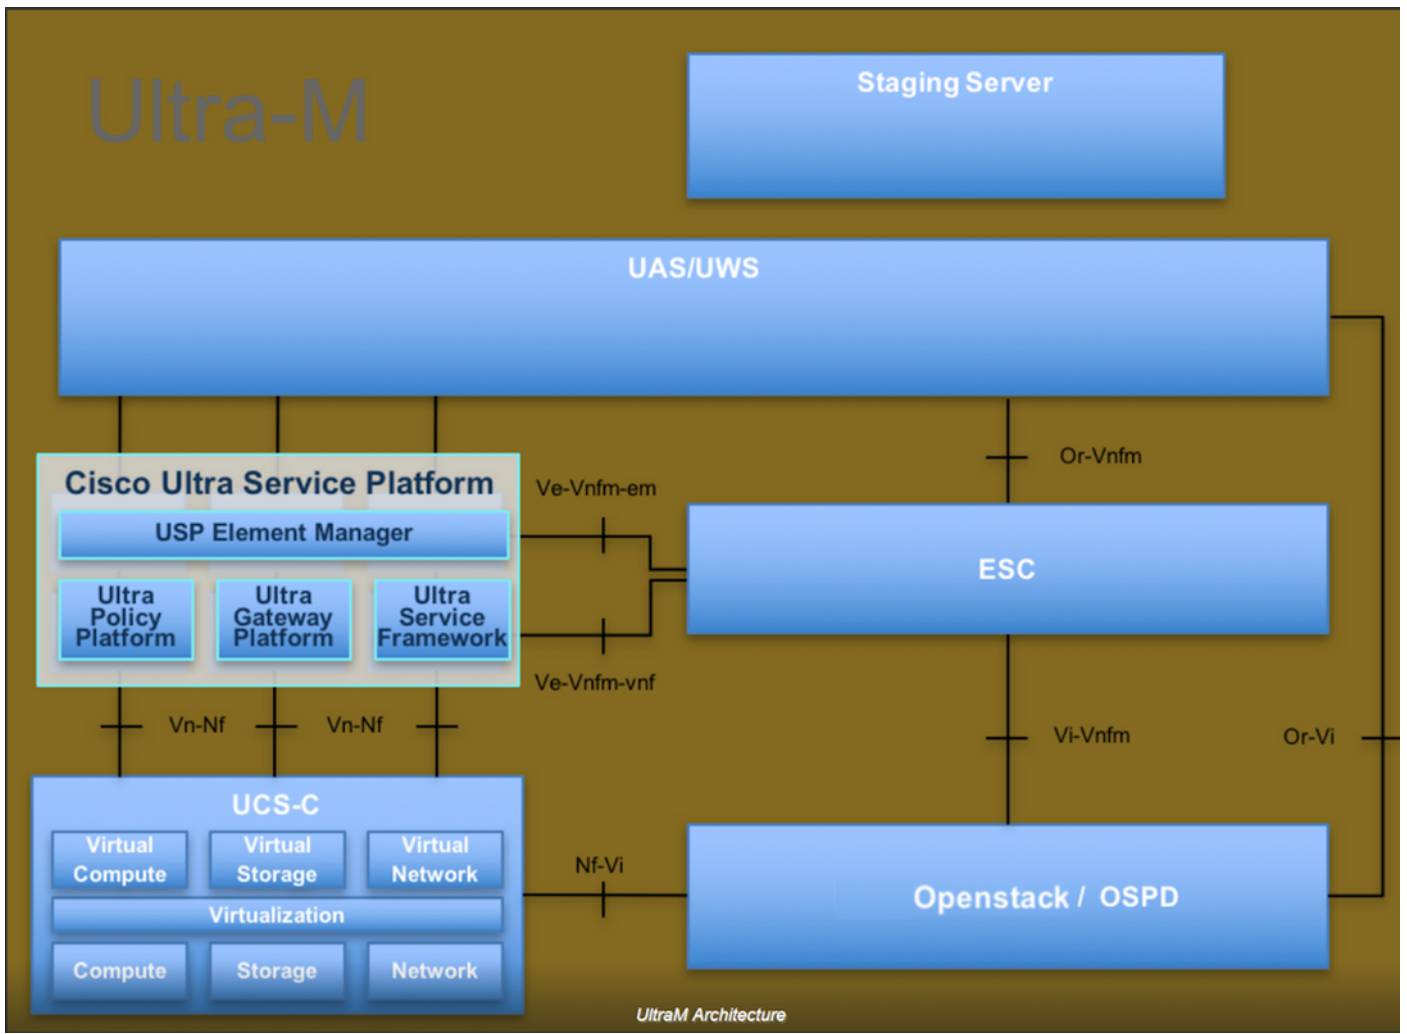 Ultra-M
Staging Server
UAS/UWS
Or-Vnfm
Cisco Ultra Service Platform
Ve-Vnfm-em
USP Element Manager
ESC
Ultra
Policy
Platform
Ultra
Gateway
Platform
Ultra
Service
Framework
Ve-Vnfm-vnf
Vn-Nf
Vn-Nf
Vi-Vnfm
Or-Vi
UCS-C
Virtual
Compute
Virtual
Storage
Virtual
Network
Nf-Vi
Openstack / OSPD
Virtualization
Compute
Storage
Network
UltraM Architecture